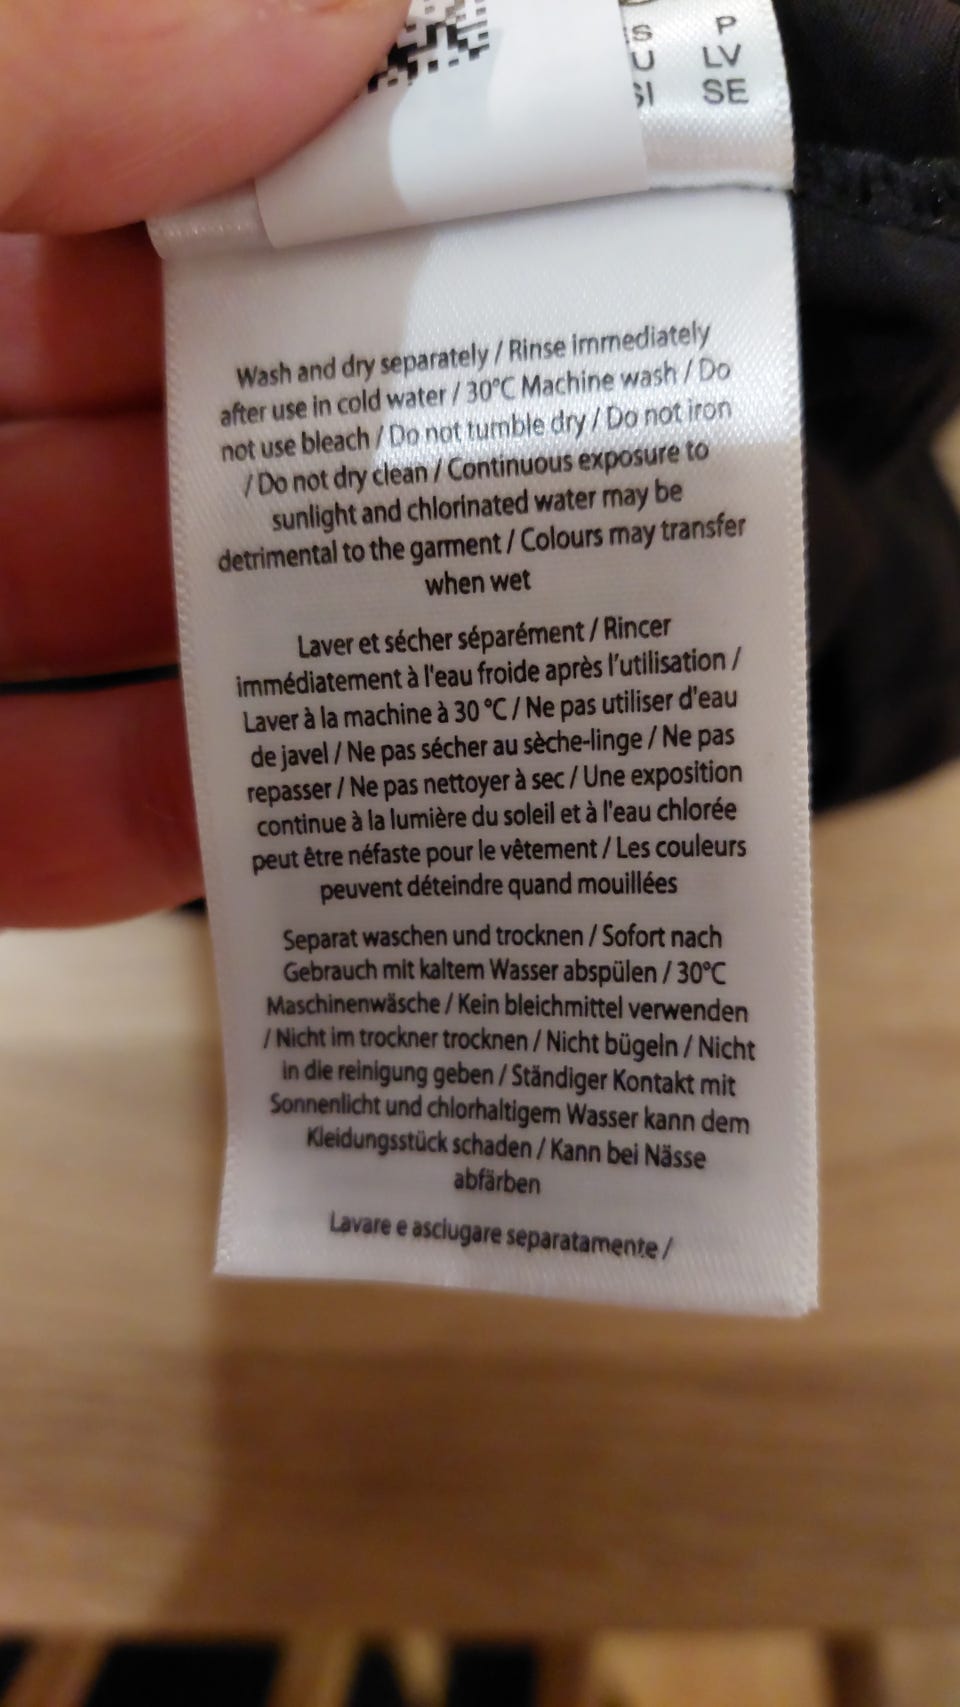 S P
U LV
SI SE
Wash and dry separately / Rinse immediately
after use in cold water / 30°C Machine wash / Do
not use bleach / Do not tumble dry / Do not iron
/ Do not dry clean / Continuous exposure to
sunlight and chlorinated water may be
detrimental to the garment / Colours may transfer
when wet
Laver et sécher séparément / Rincer
immédiatement à l'eau froide après l'utilisation /
Laver à la machine à 30 °C / Ne pas utiliser d'eau
de javel / Ne pas sécher au sèche-linge / Ne pas
repasser / Ne pas nettoyer à sec / Une exposition
continue à la lumière du soleil et à l'eau chlorée
peut être néfaste pour le vêtement / Les couleurs
peuvent déteindre quand mouillées
Separat waschen und trocknen / Sofort nach
Gebrauch mit kaltem Wasser abspülen / 30°C
Maschinenwäsche / Kein bleichmittel verwenden
/ Nicht im trockner trocknen / Nicht bügeln / Nicht
in die reinigung geben / Ständiger Kontakt mit
Sonnenlicht und chlorhaltigem Wasser kann dem
Kleidungsstück schaden / Kann bei Nässe
abfärben
Lavare e asciugare separatamente /